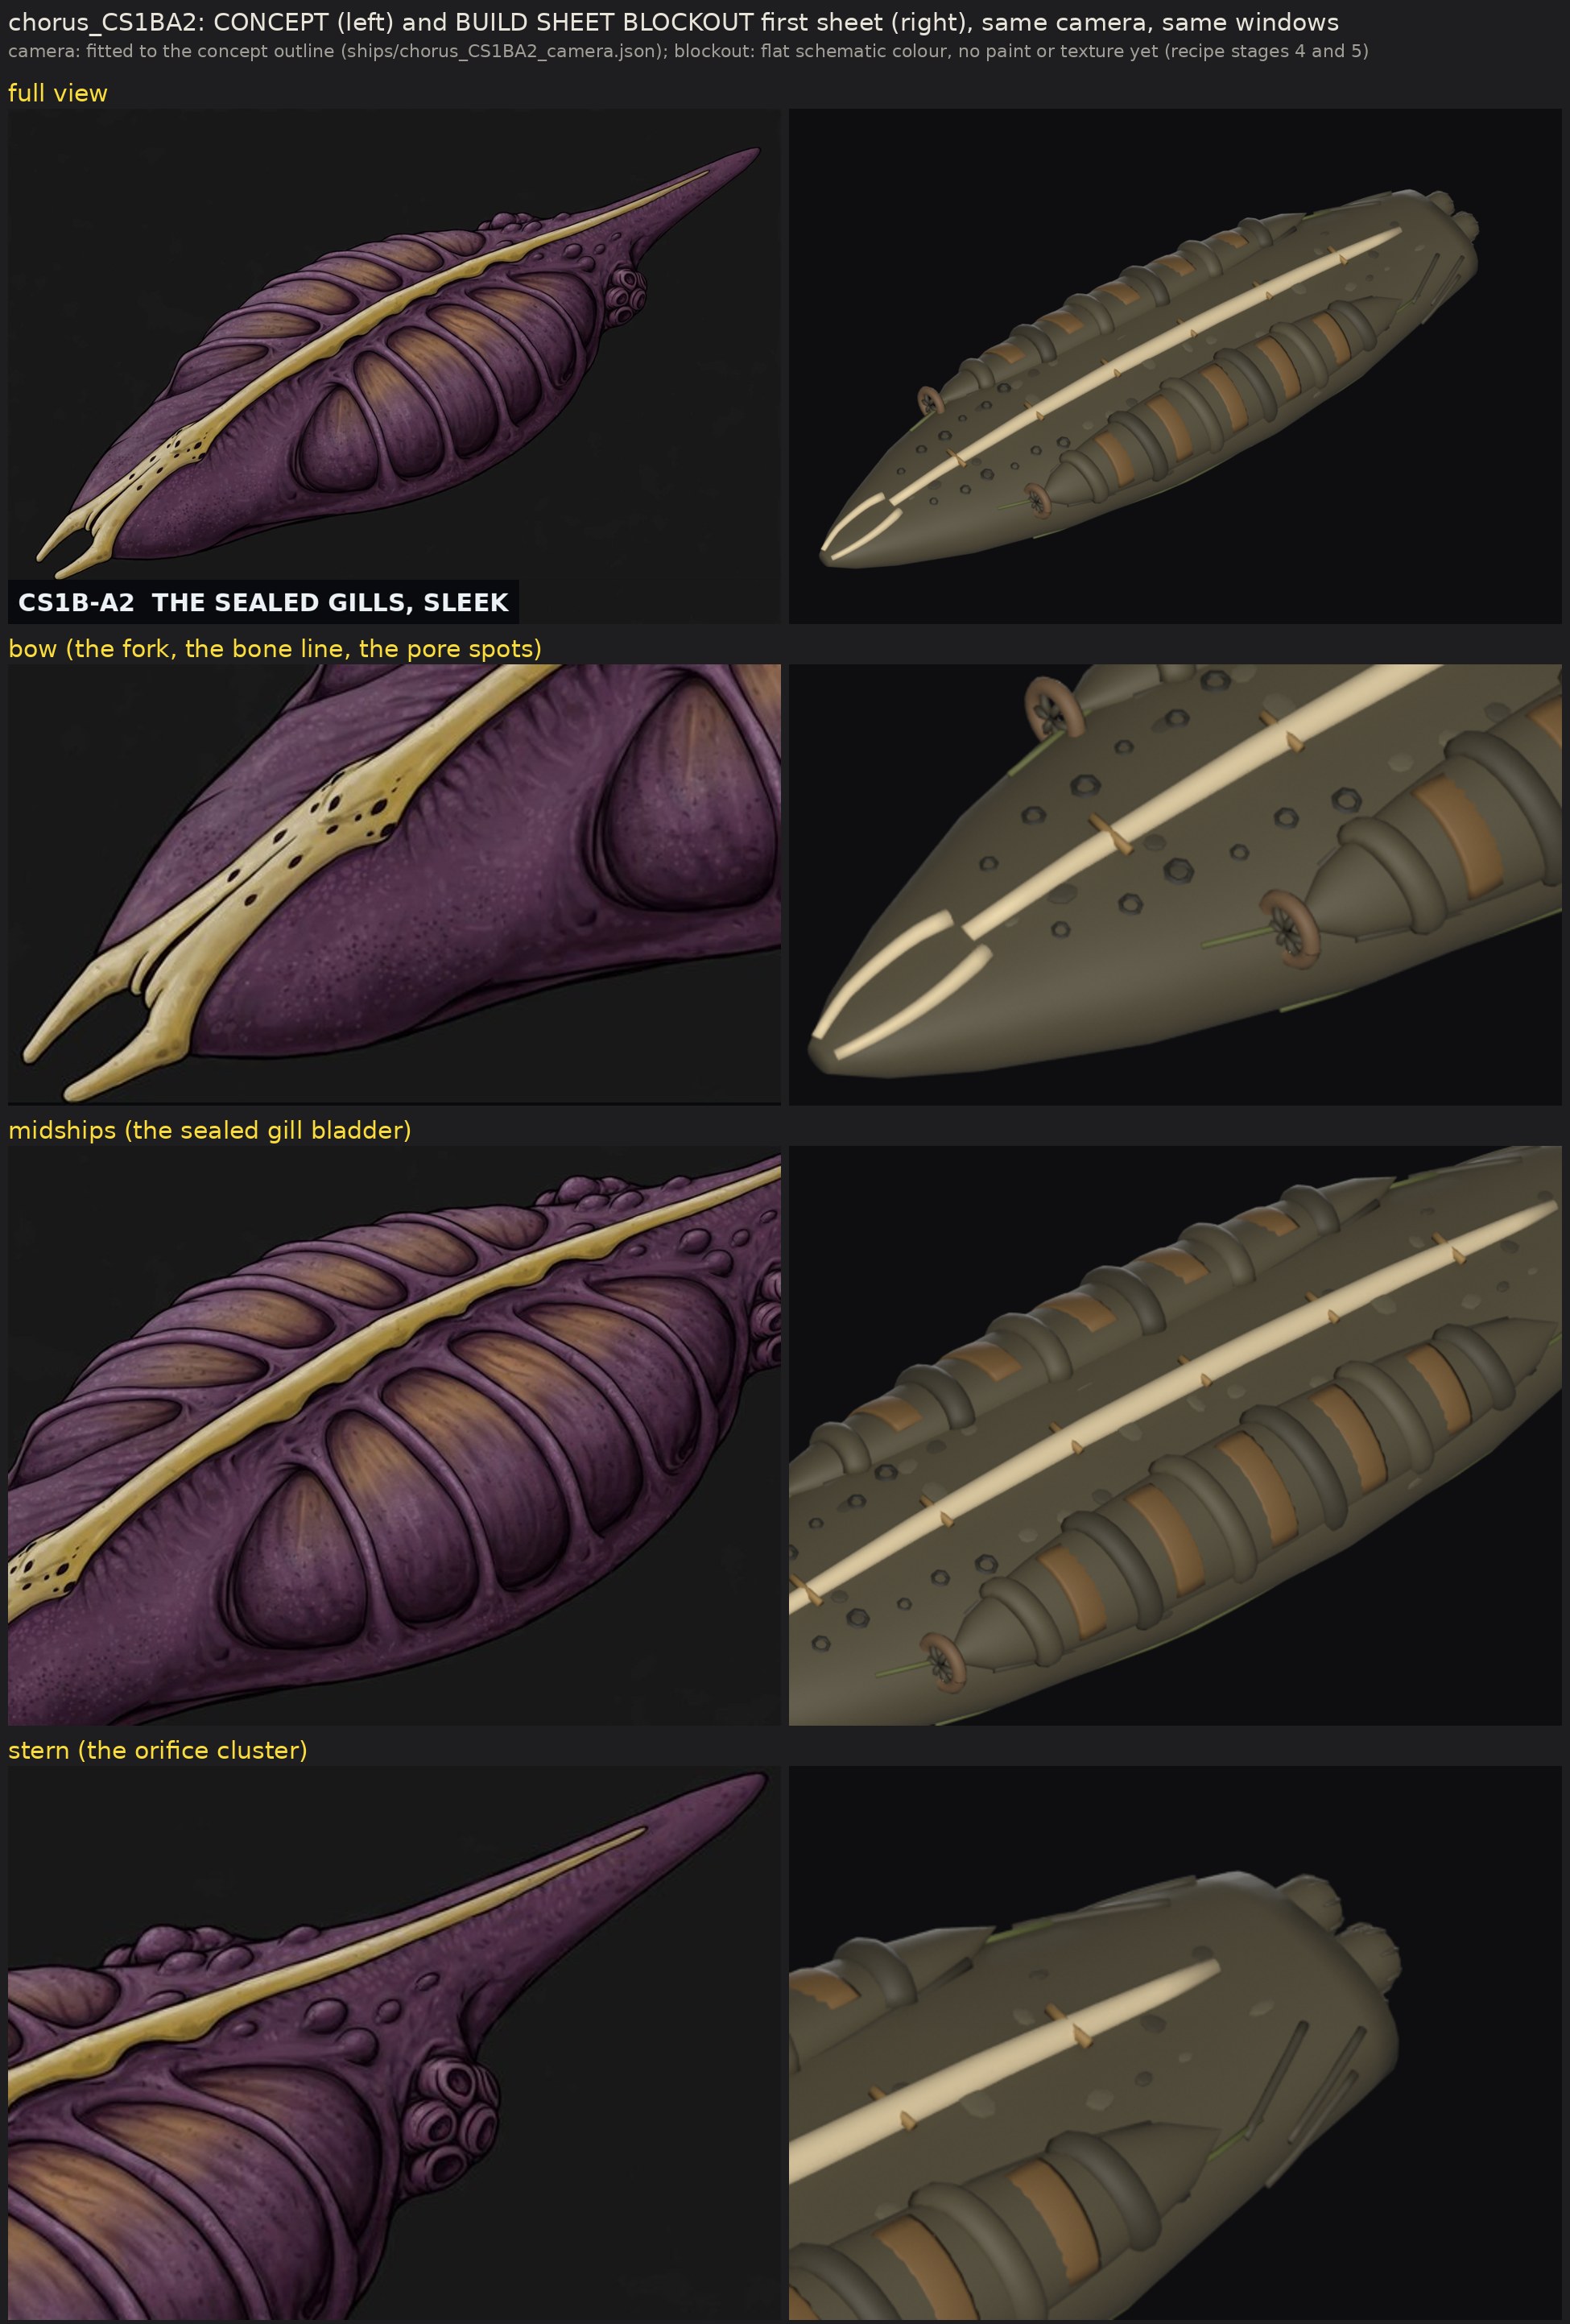 chorus_CS1BA2: CONCEPT (left) and BUILD SHEET BLOCKOUT first sheet (right), same camera, same windows
camera: fitted to the concept outline (ships/chorus_CS1BA2_camera.json); blockout: flat schematic colour, no paint or texture yet (recipe stages 4 and 5)
full view
CS1B-A2 THE SEALED GILLS, SLEEK
bow (the fork, the bone line, the pore spots)
midships (the sealed gill bladder)
stern (the orifice cluster)